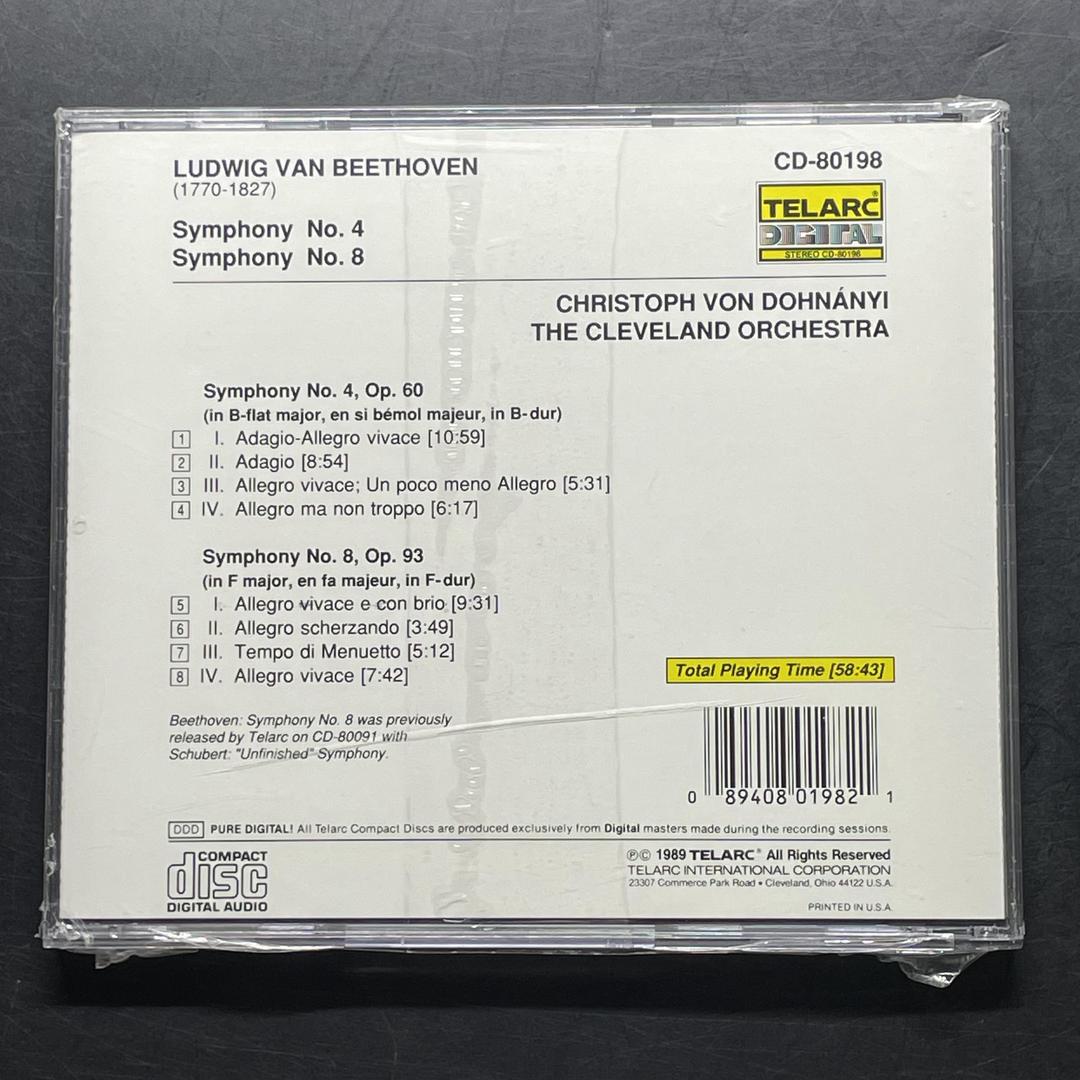 LUDWIG VAN BEETHOVEN
(1770-1827)
Symphony No. 4
Symphony No. 8
CD-80198
TELARC®
DIGITAL
STEREO CD-80198
CHRISTOPH VON DOHNÁNYI
THE CLEVELAND ORCHESTRA
Symphony No. 4, Op. 60
(in B-flat major, en si bémol majeur, in B-dur)
1 I. Adagio-Allegro vivace [10:59]
2 II. Adagio [8:54]
3 III. Allegro vivace; Un poco meno Allegro [5:31]
4 IV. Allegro ma non troppo [6:17]
Symphony No. 8, Op. 93
(in F major, en fa majeur, in F-dur)
5 I. Allegro vivace e con brio [9:31]
6 II. Allegro scherzando [3:49]
7 III. Tempo di Menuetto [5:12]
8 IV. Allegro vivace [7:42]
Total Playing Time [58:43]
Beethoven: Symphony No. 8 was previously
released by Telarc on CD-80091 with
Schubert: "Unfinished" Symphony.
0 89408 01982 1
DDD PURE DIGITAL! All Telarc Compact Discs are produced exclusively from Digital masters made during the recording sessions.
COMPACT
disc
DIGITAL AUDIO
℗© 1989 TELARC® All Rights Reserved
TELARC INTERNATIONAL CORPORATION
23307 Commerce Park Road • Cleveland, Ohio 44122 U.S.A.
PRINTED IN U.S.A.